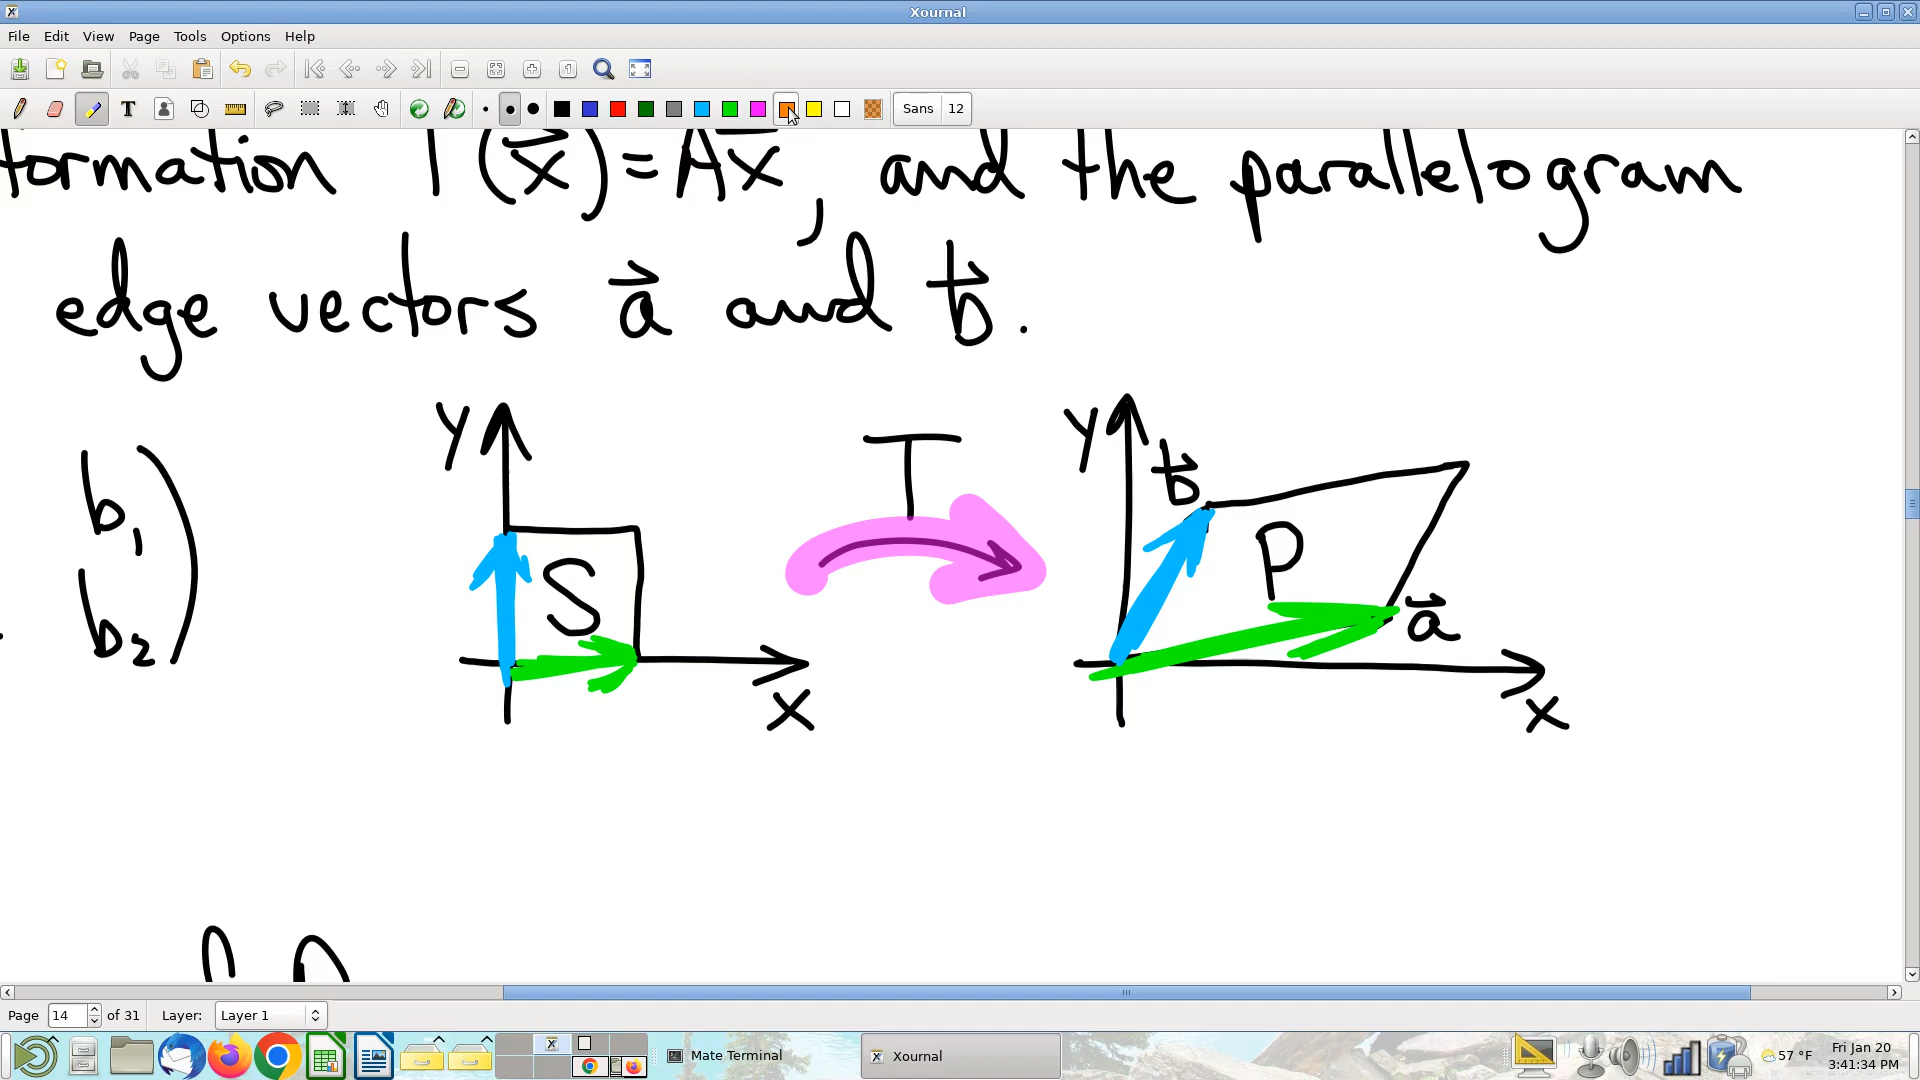 Xournal
File Edit View Page Tools Options Help
Sans 12
formation T(x⃗)=Ax⃗, and the parallelogram
edge vectors a⃗ and b⃗.
y
T
y
b⃗
b₁
S
P
a⃗
b₂
x
x
Page 14 of 31 Layer: Layer 1
Mate Terminal
Xournal
57 °F
Fri Jan 20
3:41:34 PM